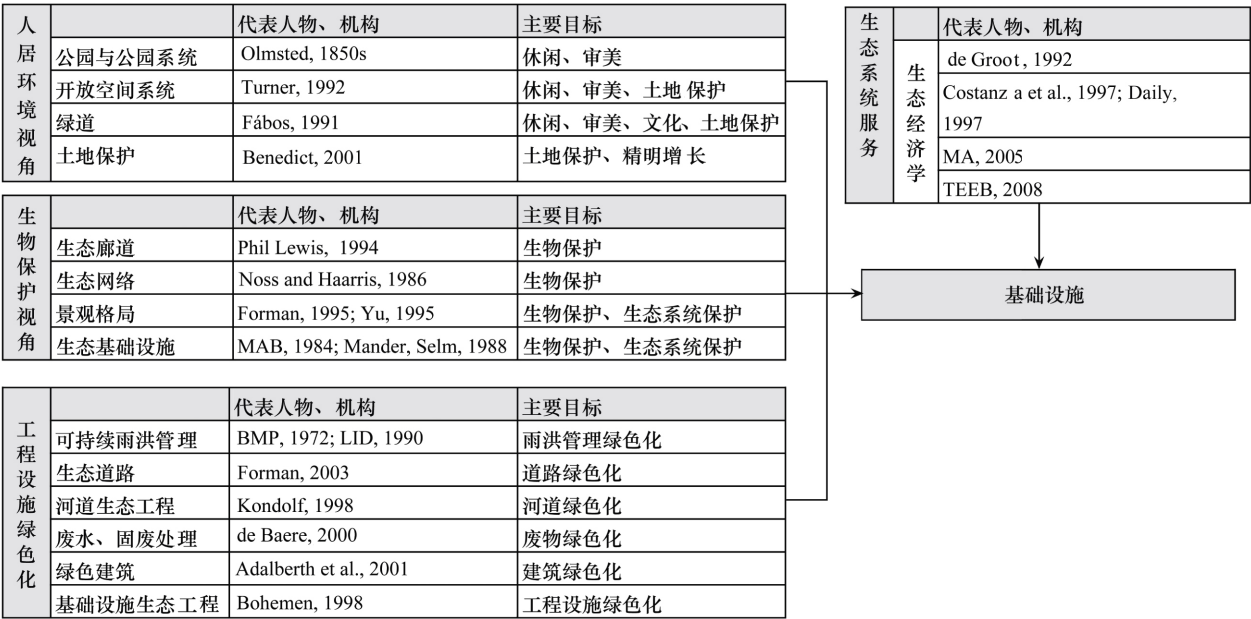 人居环境视角
代表人物、机构 主要目标
公园与公园系统 Olmsted, 1850s 休闲、审美
开放空间系统 Turner, 1992 休闲、审美、土地保护
绿道 Fábos, 1991 休闲、审美、文化、土地保护
土地保护 Benedict, 2001 土地保护、精明增长
生物保护视角
代表人物、机构 主要目标
生态廊道 Phil Lewis, 1994 生物保护
生态网络 Noss and Haarris, 1986 生物保护
景观格局 Forman, 1995; Yu, 1995 生物保护、生态系统保护
生态基础设施 MAB, 1984; Mander, Selm, 1988 生物保护、生态系统保护
工程设施绿色化
代表人物、机构 主要目标
可持续雨洪管理 BMP, 1972; LID, 1990 雨洪管理绿色化
生态道路 Forman, 2003 道路绿色化
河道生态工程 Kondolf, 1998 河道绿色化
废水、固废处理 de Baere, 2000 废物绿色化
绿色建筑 Adalberth et al., 2001 建筑绿色化
基础设施生态工程 Bohemen, 1998 工程设施绿色化
生态系统服务
生态经济学
代表人物、机构
de Groot, 1992
Costanz a et al., 1997; Daily,
1997
MA, 2005
TEEB, 2008
基础设施